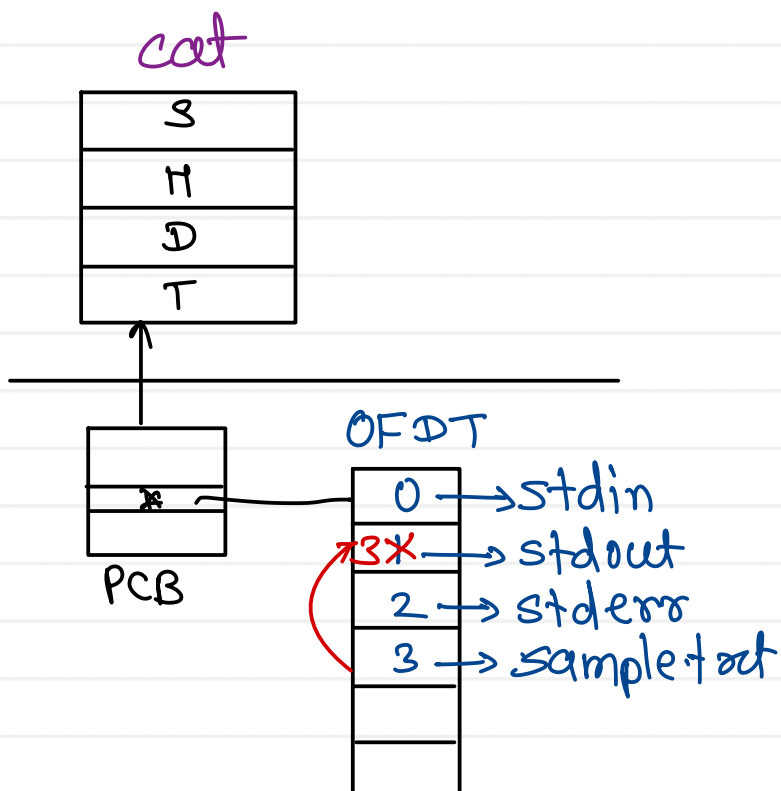 cat
S
H
D
T
OFDT
*
0 → stdin
3 1 → stdout
2 → stderr
3 → sample.txt
PCB